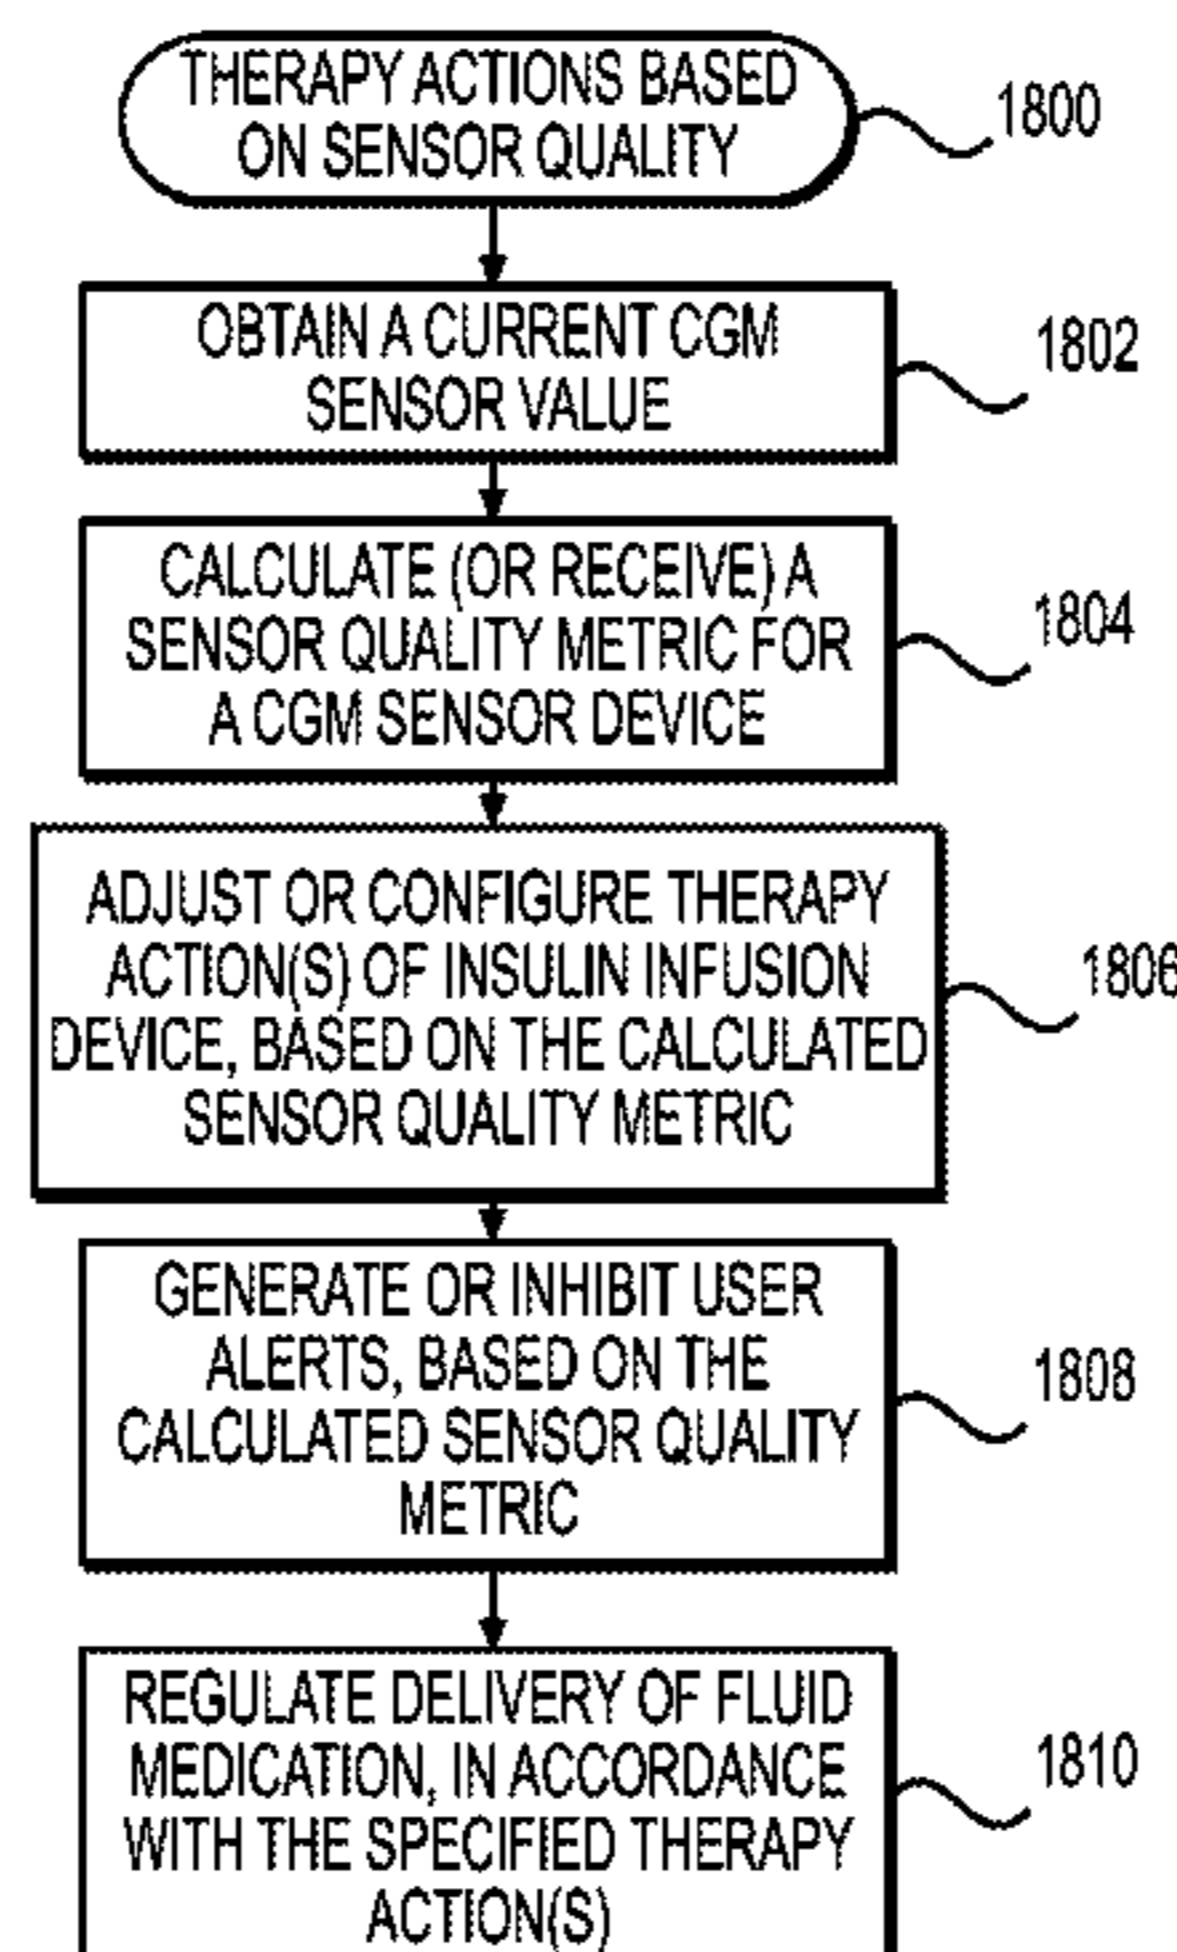 THERAPY ACTIONS BASED
ON SENSOR QUALITY
1800
OBTAIN A CURRENT CGM
SENSOR VALUE
1802
CALCULATE (OR RECEIVE) A
SENSOR QUALITY METRIC FOR
A CGM SENSOR DEVICE
1804
ADJUST OR CONFIGURE THERAPY
ACTION(S) OF INSULIN INFUSION
DEVICE, BASED ON THE CALCULATED
SENSOR QUALITY METRIC
1806
GENERATE OR INHIBIT USER
ALERTS, BASED ON THE
CALCULATED SENSOR QUALITY
METRIC
1808
REGULATE DELIVERY OF FLUID
MEDICATION, IN ACCORDANCE
WITH THE SPECIFIED THERAPY
ACTION(S)
1810